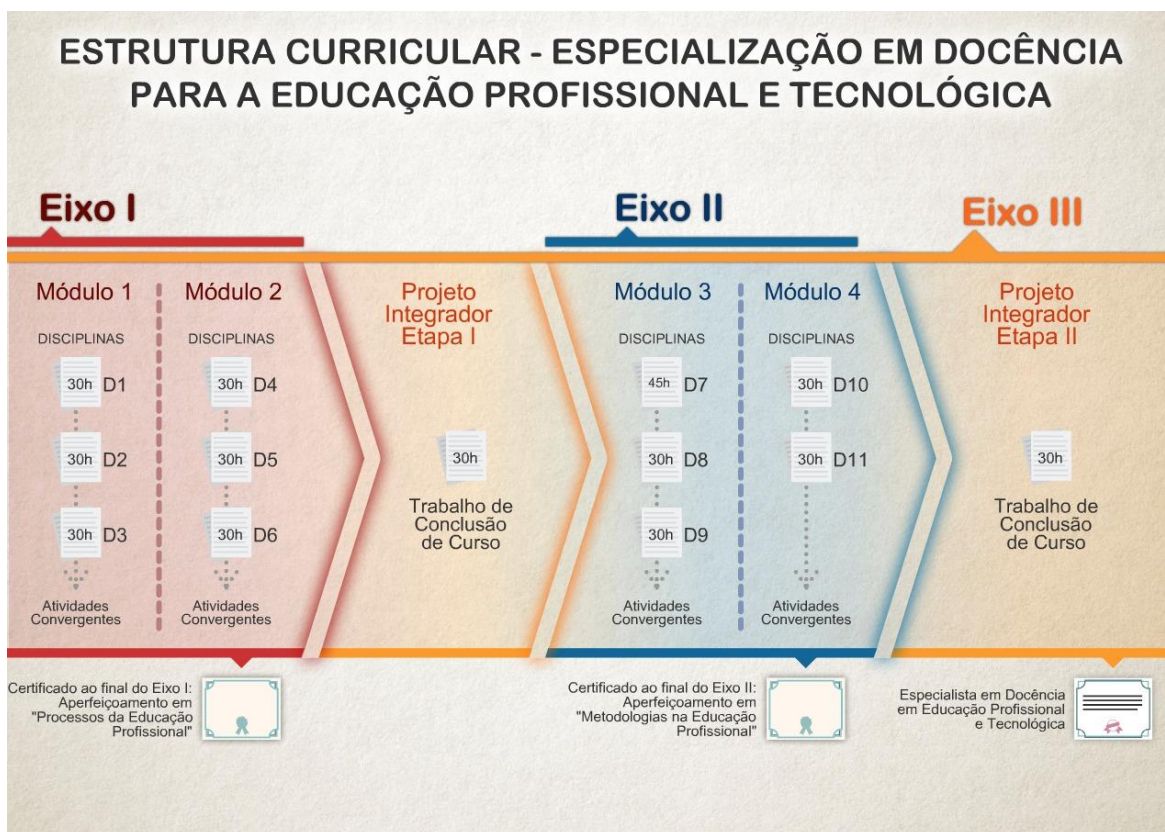 ESTRUTURA CURRICULAR - ESPECIALIZAÇÃO EM DOCÊNCIA
PARA A EDUCAÇÃO PROFISSIONAL E TECNOLÓGICA
Eixo I
Eixo II
Eixo III
Módulo 1
DISCIPLINAS
30h D1
30h D2
30h D3
Atividades
Convergentes
Módulo 2
DISCIPLINAS
30h D4
30h D5
30h D6
Atividades
Convergentes
Projeto
Integrador
Etapa I
30h
Trabalho de
Conclusão
de Curso
Módulo 3
DISCIPLINAS
45h D7
30h D8
30h D9
Atividades
Convergentes
Módulo 4
DISCIPLINAS
30h D10
30h D11
Atividades
Convergentes
Projeto
Integrador
Etapa II
30h
Trabalho de
Conclusão
de Curso
Certificado ao final do Eixo I:
Aperfeiçoamento em
"Processos da Educação
Profissional"
Certificado ao final do Eixo II:
Aperfeiçoamento em
"Metodologias na Educação
Profissional"
Especialista em Docência
em Educação Profissional
e Tecnológica